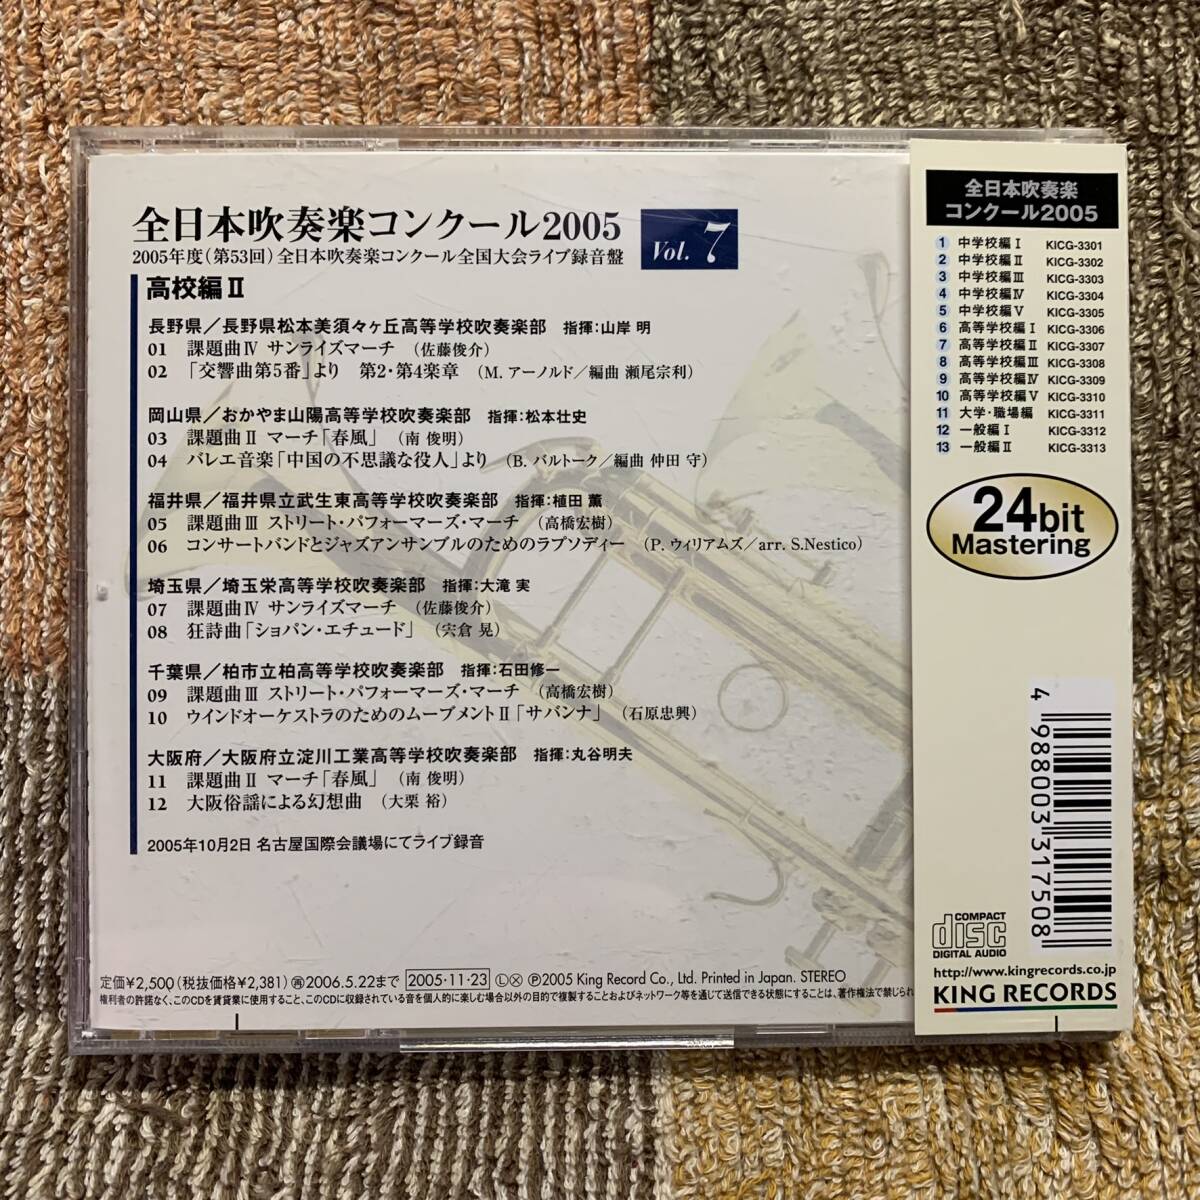 全日本吹奏楽コンクール2005
2005年度(第53回)全日本吹奏楽コンクール全国大会ライブ録音盤
Vol. 7
高校編Ⅱ
長野県／長野県松本美須々ヶ丘高等学校吹奏楽部　指揮:山岸 明
01　課題曲Ⅳ サンライズマーチ （佐藤俊介）
02　「交響曲第5番」より　第2・第4楽章 （M. アーノルド／編曲 瀬尾宗利）
岡山県／おかやま山陽高等学校吹奏楽部　指揮:松本壮史
03　課題曲Ⅱ マーチ「春風」 （南 俊明）
04　バレエ音楽「中国の不思議な役人」より （B. バルトーク／編曲 仲田 守）
福井県／福井県立武生東高等学校吹奏楽部　指揮:植田 薫
05　課題曲Ⅲ ストリート・パフォーマーズ・マーチ （高橋宏樹）
06　コンサートバンドとジャズアンサンブルのためのラプソディー （P. ウィリアムズ／arr. S.Nestico）
埼玉県／埼玉栄高等学校吹奏楽部　指揮:大滝 実
07　課題曲Ⅳ サンライズマーチ （佐藤俊介）
08　狂詩曲「ショパン・エチュード」 （宍倉 晃）
千葉県／柏市立柏高等学校吹奏楽部　指揮:石田修一
09　課題曲Ⅲ ストリート・パフォーマーズ・マーチ （高橋宏樹）
10　ウインドオーケストラのためのムーブメントⅡ「サバンナ」 （石原忠興）
大阪府／大阪府立淀川工業高等学校吹奏楽部　指揮:丸谷明夫
11　課題曲Ⅱ マーチ「春風」 （南 俊明）
12　大阪俗謡による幻想曲 （大栗 裕）
2005年10月2日 名古屋国際会議場にてライブ録音
定価¥2,500(税抜価格¥2,381) 再 2006.5.22まで 2005・11・23 Ⓛ ⓧ ℗2005 King Record Co., Ltd. Printed in Japan. STEREO
権利者の許諾なく、このCDを賃貸業に使用すること、このCDに収録されている音を個人的に楽しむ場合以外の目的で複製することおよびネットワーク等を通じて送信できる状態にすることは、著作権法で禁じられ
全日本吹奏楽
コンクール2005
1 中学校編Ⅰ KICG-3301
2 中学校編Ⅱ KICG-3302
3 中学校編Ⅲ KICG-3303
4 中学校編Ⅳ KICG-3304
5 中学校編Ⅴ KICG-3305
6 高等学校編Ⅰ KICG-3306
7 高等学校編Ⅱ KICG-3307
8 高等学校編Ⅲ KICG-3308
9 高等学校編Ⅳ KICG-3309
10 高等学校編Ⅴ KICG-3310
11 大学・職場編 KICG-3311
12 一般編Ⅰ KICG-3312
13 一般編Ⅱ KICG-3313
24bit
Mastering
4 988003 317508
COMPACT
disc
DIGITAL AUDIO
http://www.kingrecords.co.jp
KING RECORDS